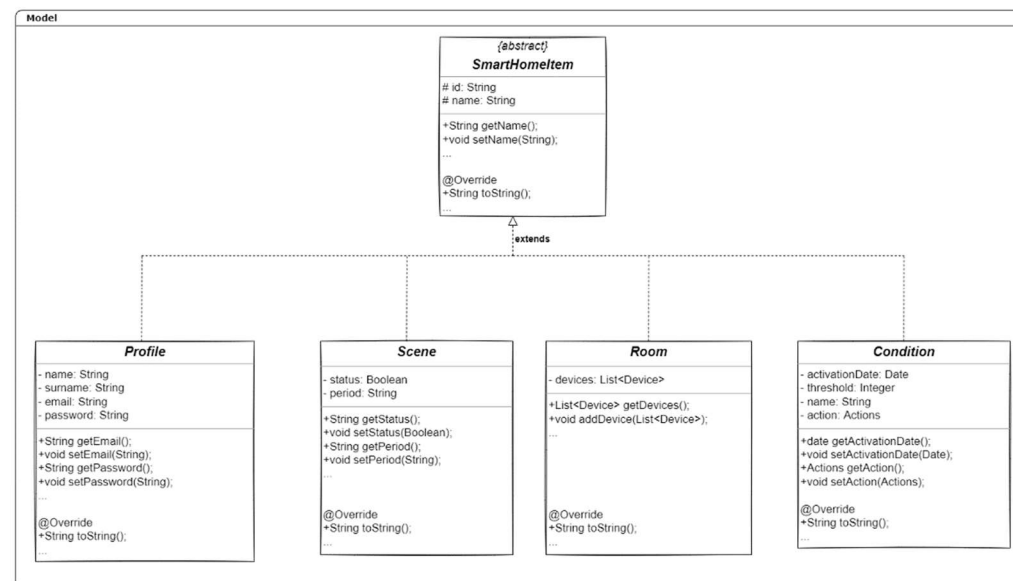 Model
{abstract}
SmartHomeItem
# id: String
# name: String
+String getName();
+void setName(String);
...
@Override
+String toString();
...
extends
Profile
- name: String
- surname: String
- email: String
- password: String
+String getEmail();
+void setEmail(String);
+String getPassword();
+void setPassword(String);
...
@Override
+String toString();
...
Scene
- status: Boolean
- period: String
+String getStatus();
+void setStatus(Boolean);
+String getPeriod();
+void setPeriod(String);
...
@Override
+String toString();
...
Room
- devices: List<Device>
+List<Device> getDevices();
+void addDevice(List<Device>);
...
@Override
+String toString();
...
Condition
- activationDate: Date
- threshold: Integer
- name: String
- action: Actions
+date getActivationDate();
+void setActivationDate(Date);
+Actions getAction();
+void setAction(Actions);
@Override
+String toString();
...